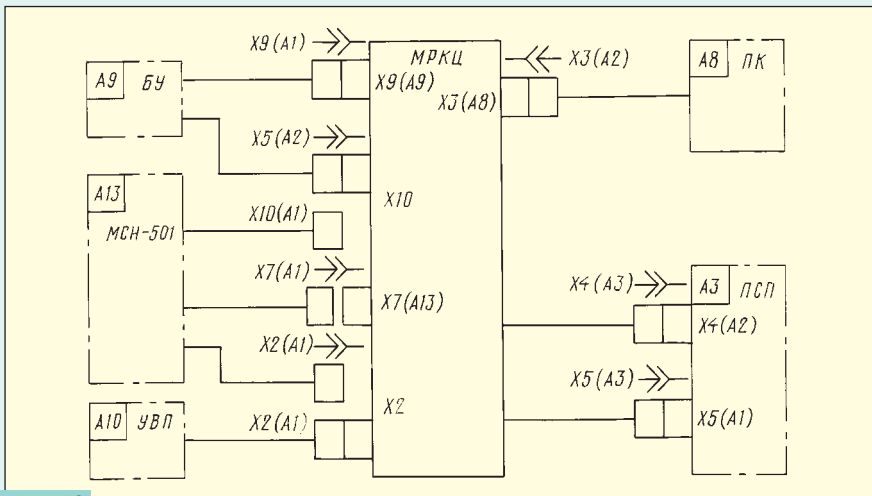 X9(A1)
МРКЦ
X3(A2)
A9 БУ
X9(A9)
A8 ПК
X3(A8)
X5(A2)
A13
X10
X10(A1)
МСН-501
X7(A1)
X4(A3)
A3 ПСП
X7(A13)
X4(A2)
X2(A1)
X5(A3)
A10 УВП
X2(A1)
X2
X5(A1)